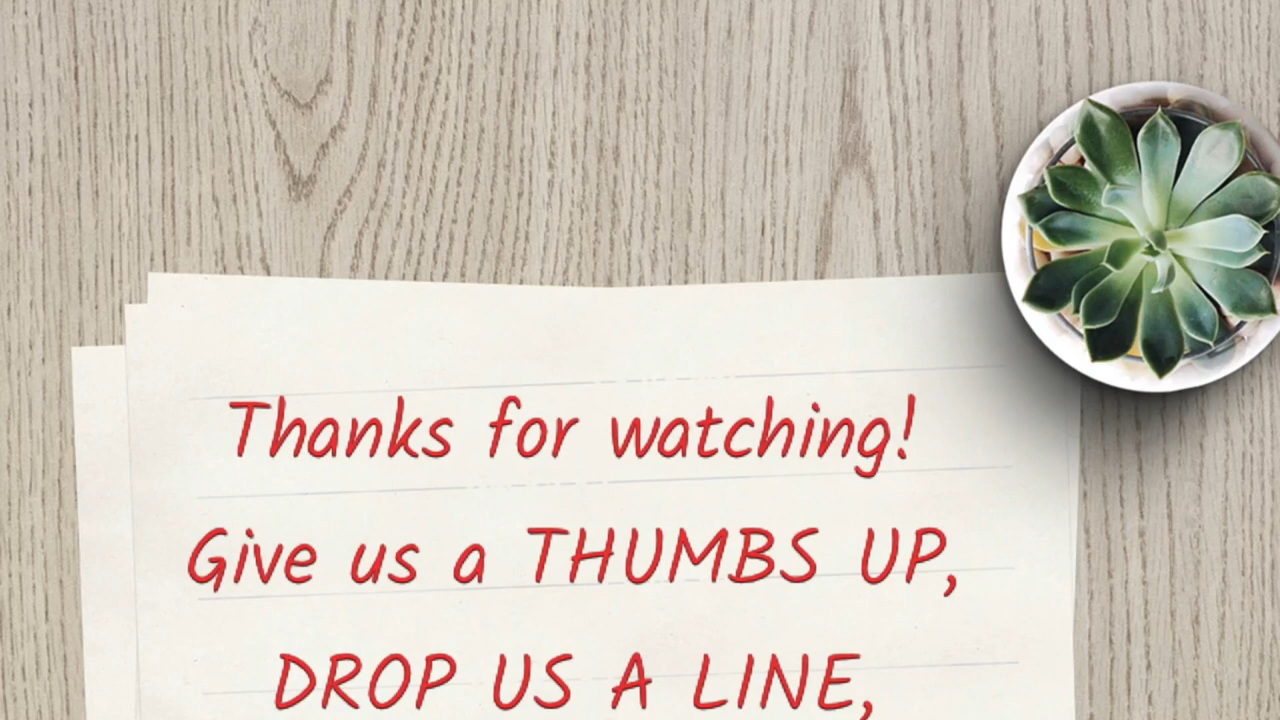 Thanks for watching!
Give us a THUMBS UP,
DROP US A LINE,